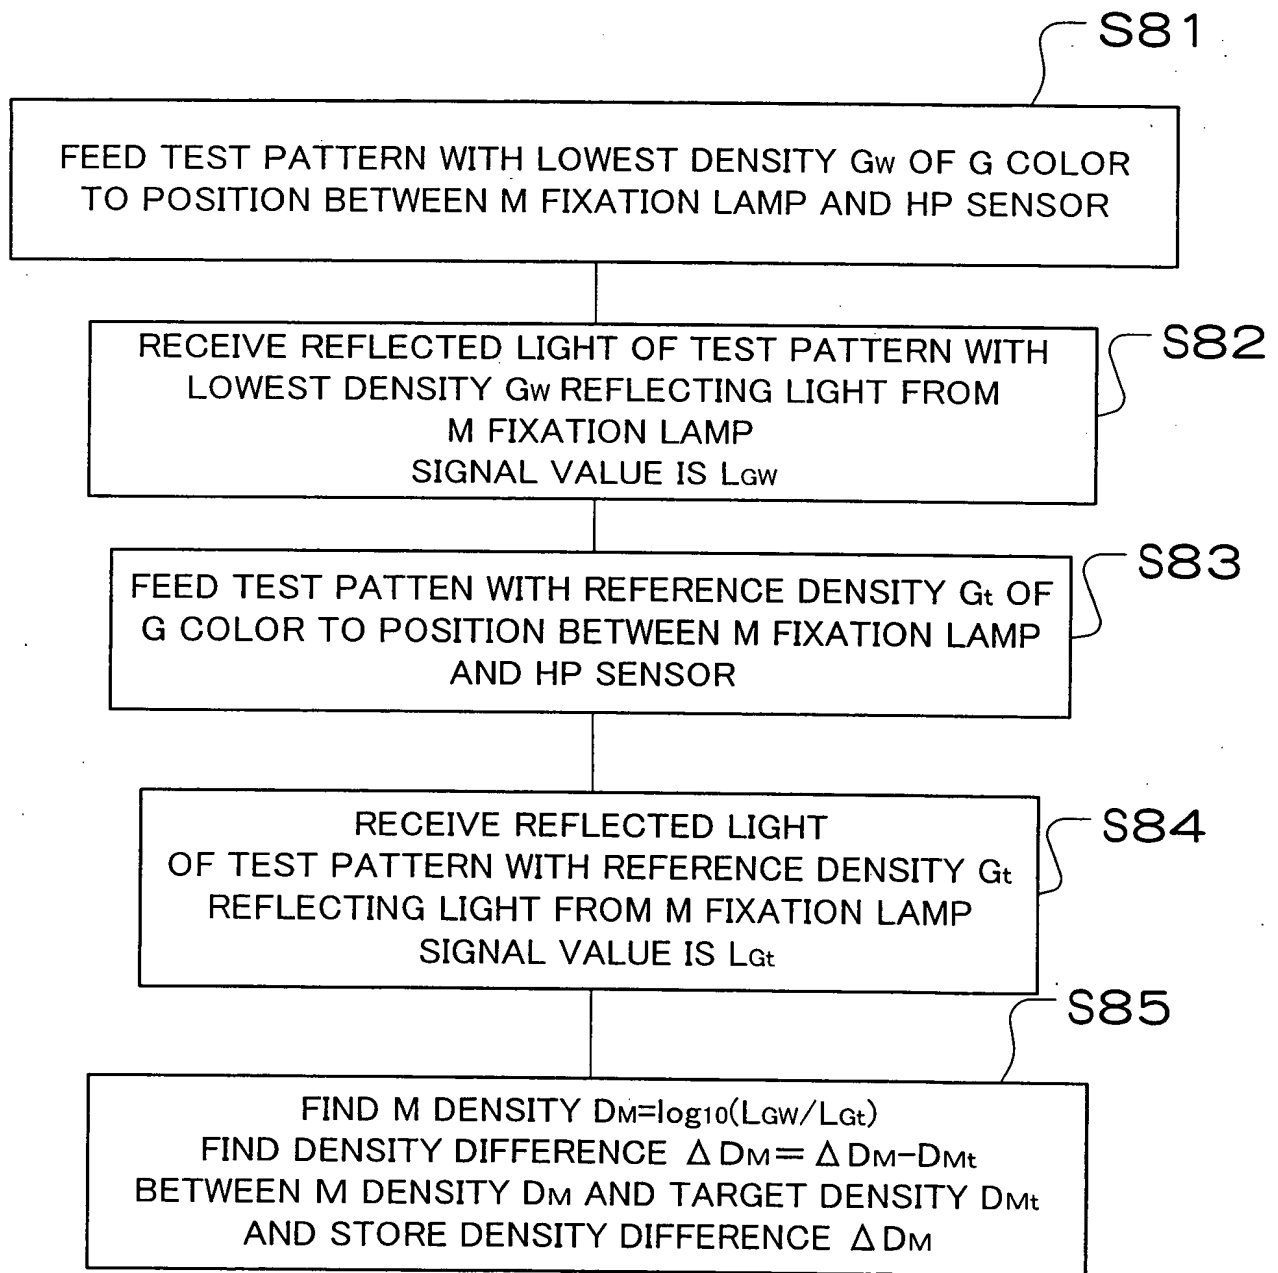 S81
FEED TEST PATTERN WITH LOWEST DENSITY GW OF G COLOR
TO POSITION BETWEEN M FIXATION LAMP AND HP SENSOR
S82
RECEIVE REFLECTED LIGHT OF TEST PATTERN WITH
LOWEST DENSITY GW REFLECTING LIGHT FROM
M FIXATION LAMP
SIGNAL VALUE IS LGW
S83
FEED TEST PATTEN WITH REFERENCE DENSITY Gt OF
G COLOR TO POSITION BETWEEN M FIXATION LAMP
AND HP SENSOR
S84
RECEIVE REFLECTED LIGHT
OF TEST PATTERN WITH REFERENCE DENSITY Gt
REFLECTING LIGHT FROM M FIXATION LAMP
SIGNAL VALUE IS LGt
S85
FIND M DENSITY DM=log10(LGW/LGt)
FIND DENSITY DIFFERENCE ΔDM=ΔDM-DMt
BETWEEN M DENSITY DM AND TARGET DENSITY DMt
AND STORE DENSITY DIFFERENCE ΔDM